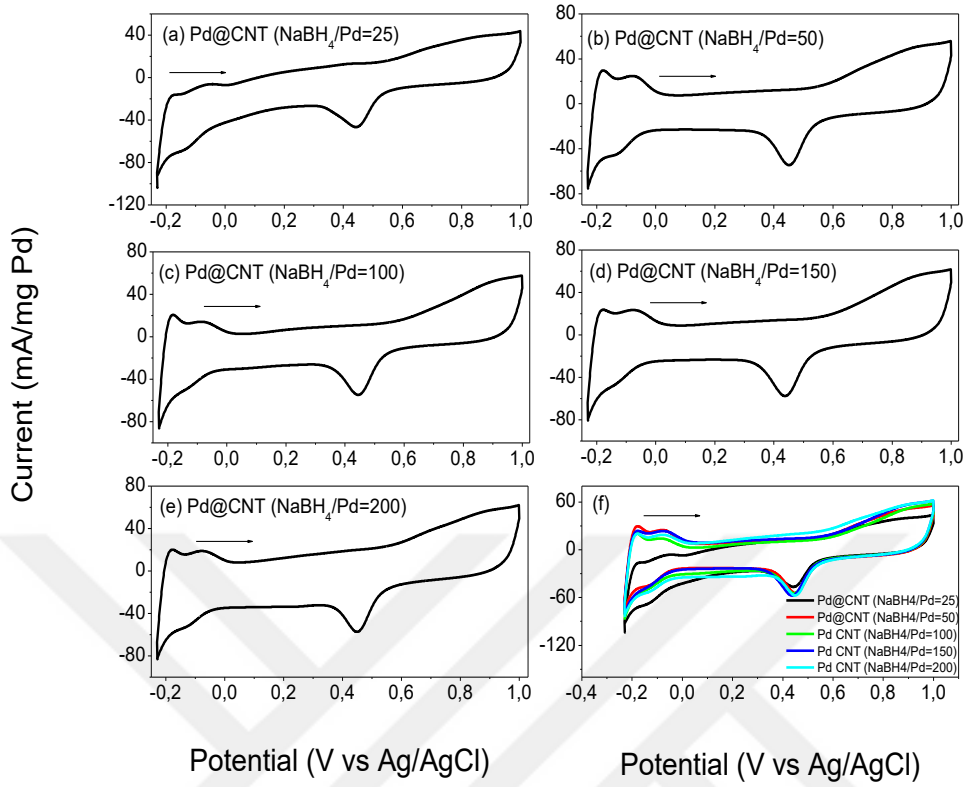 Current (mA/mg Pd)
(a) Pd@CNT (NaBH₄/Pd=25)
40
0
-40
-80
-120
-0,2 0,0 0,2 0,4 0,6 0,8 1,0
(b) Pd@CNT (NaBH₄/Pd=50)
80
40
0
-40
-80
-0,2 0,0 0,2 0,4 0,6 0,8 1,0
(c) Pd@CNT (NaBH₄/Pd=100)
80
40
0
-40
-80
-0,2 0,0 0,2 0,4 0,6 0,8 1,0
(d) Pd@CNT (NaBH₄/Pd=150)
80
40
0
-40
-80
-0,2 0,0 0,2 0,4 0,6 0,8 1,0
(e) Pd@CNT (NaBH₄/Pd=200)
80
40
0
-40
-80
-0,2 0,0 0,2 0,4 0,6 0,8 1,0
(f)
60
0
-60
-120
Pd@CNT (NaBH4/Pd=25)
Pd@CNT (NaBH4/Pd=50)
Pd CNT (NaBH4/Pd=100)
Pd CNT (NaBH4/Pd=150)
Pd CNT (NaBH4/Pd=200)
-0,4 -0,2 0,0 0,2 0,4 0,6 0,8 1,0
Potential (V vs Ag/AgCl)
Potential (V vs Ag/AgCl)